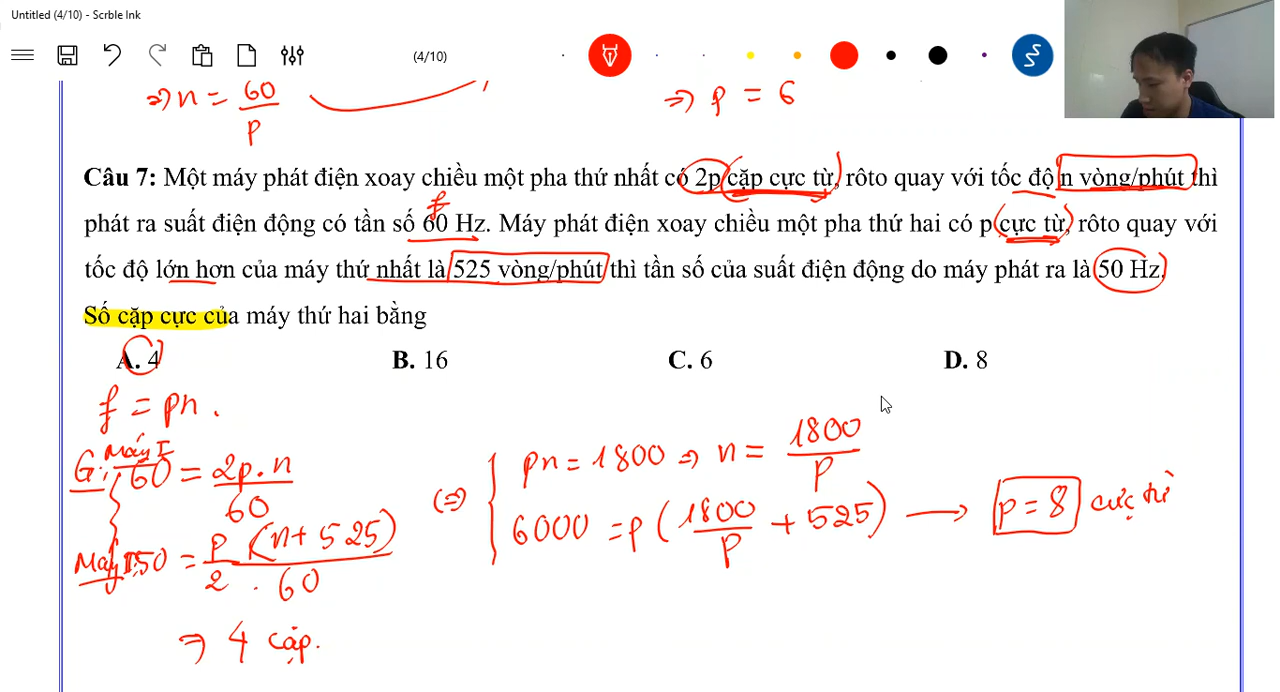 Untitled (4/10) - Scrble Ink
(4/10)
⇒ n = 60/p
⇒ p = 6
Câu 7: Một máy phát điện xoay chiều một pha thứ nhất có 2p cặp cực từ, rôto quay với tốc độ n vòng/phút thì
f
phát ra suất điện động có tần số 60 Hz. Máy phát điện xoay chiều một pha thứ hai có p cực từ, rôto quay với
tốc độ lớn hơn của máy thứ nhất là 525 vòng/phút thì tần số của suất điện động do máy phát ra là 50 Hz.
Số cặp cực của máy thứ hai bằng
A. 4 B. 16 C. 6 D. 8
f = pn.
G: Máy I 60 = 2p.n/60
Máy II 50 = p/2 (n+525)/60
(=) { pn = 1800 ⇒ n = 1800/p
6000 = p(1800/p + 525) → p = 8 cực từ
⇒ 4 cặp.